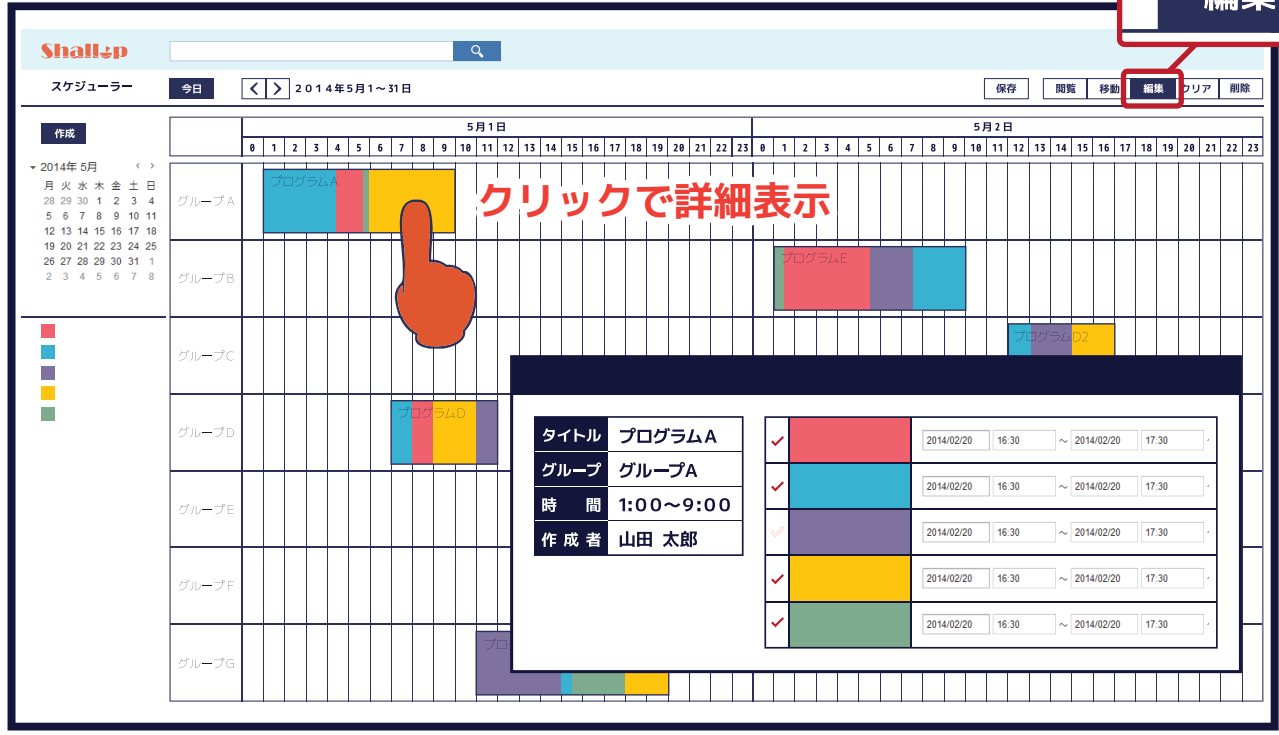 編集
Shallop
スケジューラー
今日
2014年5月1～31日
保存
閲覧
移動
編集
クリア
削除
作成
2014年 5月
月 火 水 木 金 土 日
28 29 30 1 2 3 4
5 6 7 8 9 10 11
12 13 14 15 16 17 18
19 20 21 22 23 24 25
26 27 28 29 30 31 1
2 3 4 5 6 7 8
5月1日
5月2日
0 1 2 3 4 5 6 7 8 9 10 11 12 13 14 15 16 17 18 19 20 21 22 23
0 1 2 3 4 5 6 7 8 9 10 11 12 13 14 15 16 17 18 19 20 21 22 23
グループA
プログラムA
クリックで詳細表示
グループB
プログラムE
グループC
プログラムD2
グループD
プログラムD
グループE
グループF
グループG
プロ
タイトル プログラムA
グループ グループA
時間 1:00～9:00
作成者 山田 太郎
2014/02/20 16:30 ～ 2014/02/20 17:30
2014/02/20 16:30 ～ 2014/02/20 17:30
2014/02/20 16:30 ～ 2014/02/20 17:30
2014/02/20 16:30 ～ 2014/02/20 17:30
2014/02/20 16:30 ～ 2014/02/20 17:30